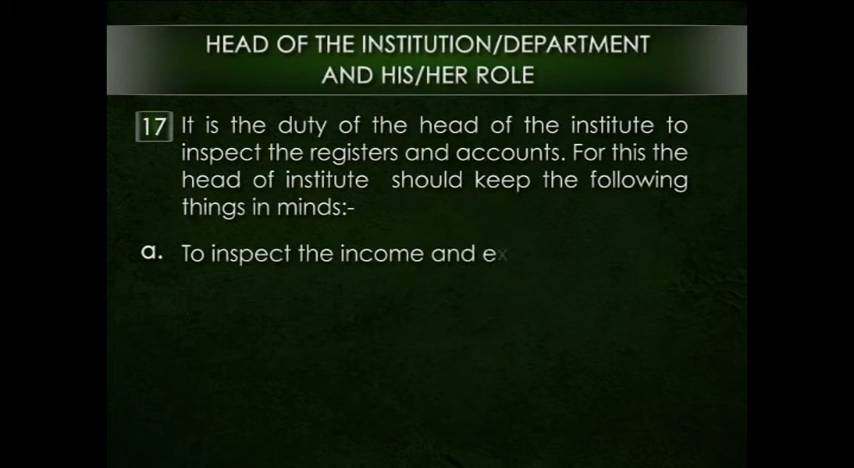 HEAD OF THE INSTITUTION/DEPARTMENT
AND HIS/HER ROLE
17 It is the duty of the head of the institute to
inspect the registers and accounts. For this the
head of institute should keep the following
things in minds:-
a. To inspect the income and ex